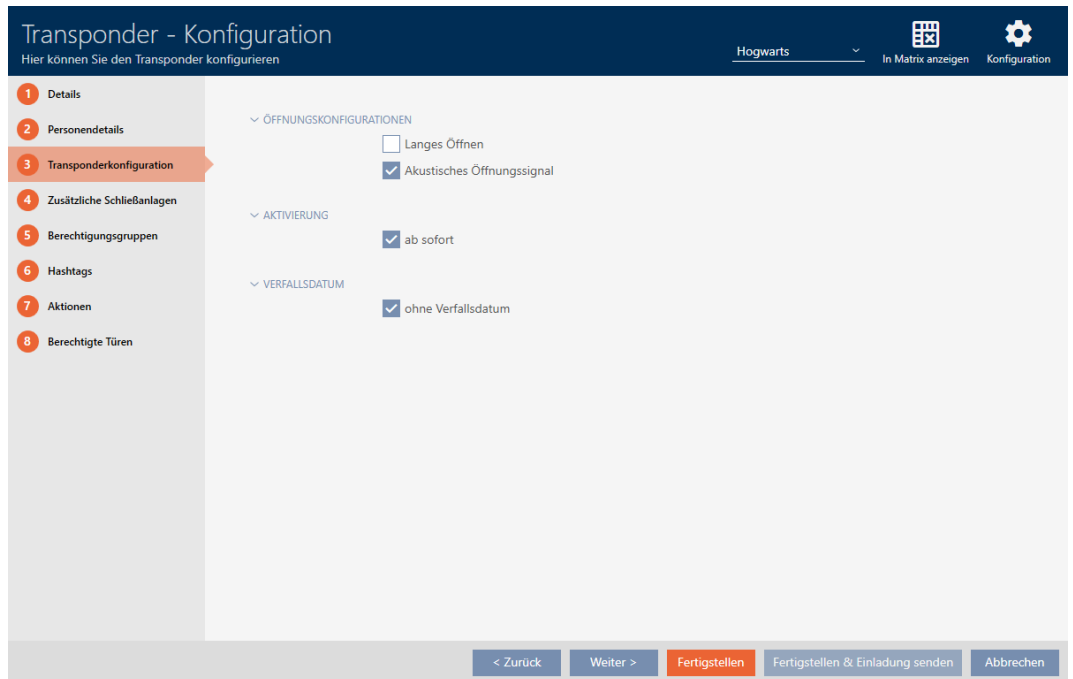 Transponder - Konfiguration
Hier können Sie den Transponder konfigurieren
Hogwarts
In Matrix anzeigen
Konfiguration
1 Details
2 Personendetails
3 Transponderkonfiguration
4 Zusätzliche Schließanlagen
5 Berechtigungsgruppen
6 Hashtags
7 Aktionen
8 Berechtigte Türen
ÖFFNUNGSKONFIGURATIONEN
Langes Öffnen
Akustisches Öffnungssignal
AKTIVIERUNG
ab sofort
VERFALLSDATUM
ohne Verfallsdatum
< Zurück
Weiter >
Fertigstellen
Fertigstellen & Einladung senden
Abbrechen